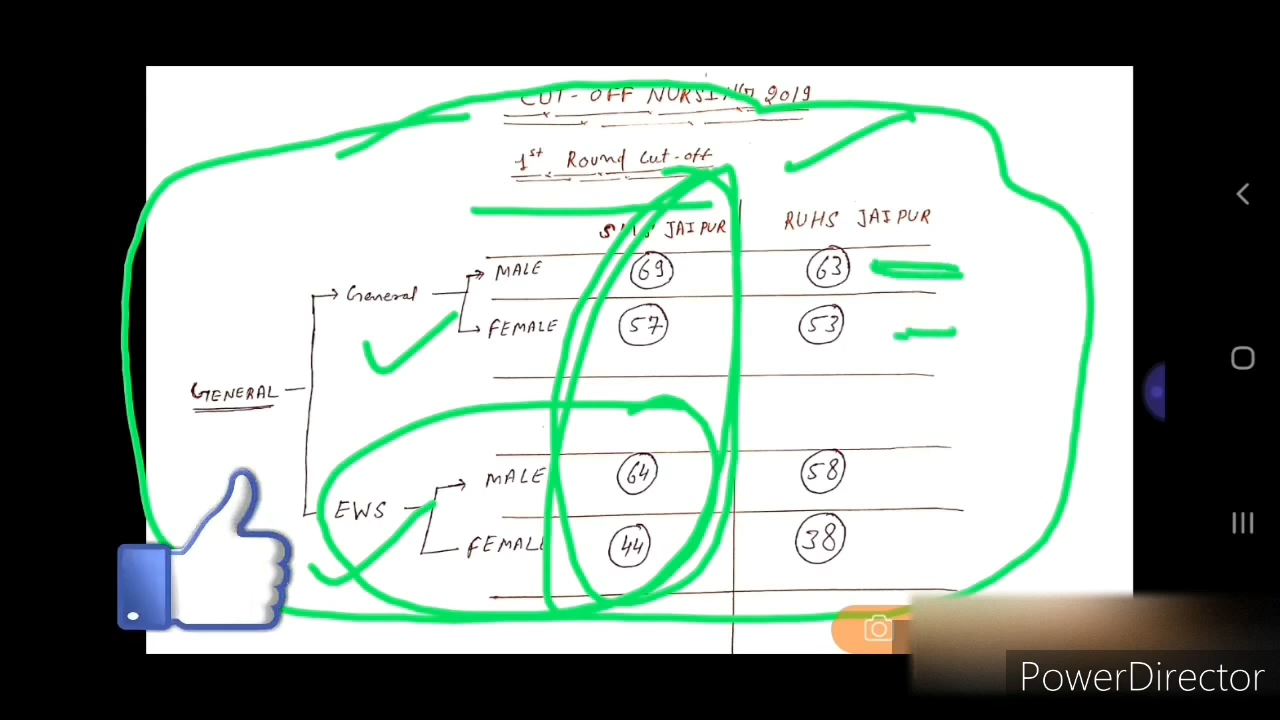 CUT-OFF NURSING 2019
1st Round Cut-off
SMS JAIPUR RUHS JAIPUR
MALE 69 63
General
FEMALE 57 53
GENERAL
MALE 64 58
EWS
FEMALE 44 38
PowerDirector